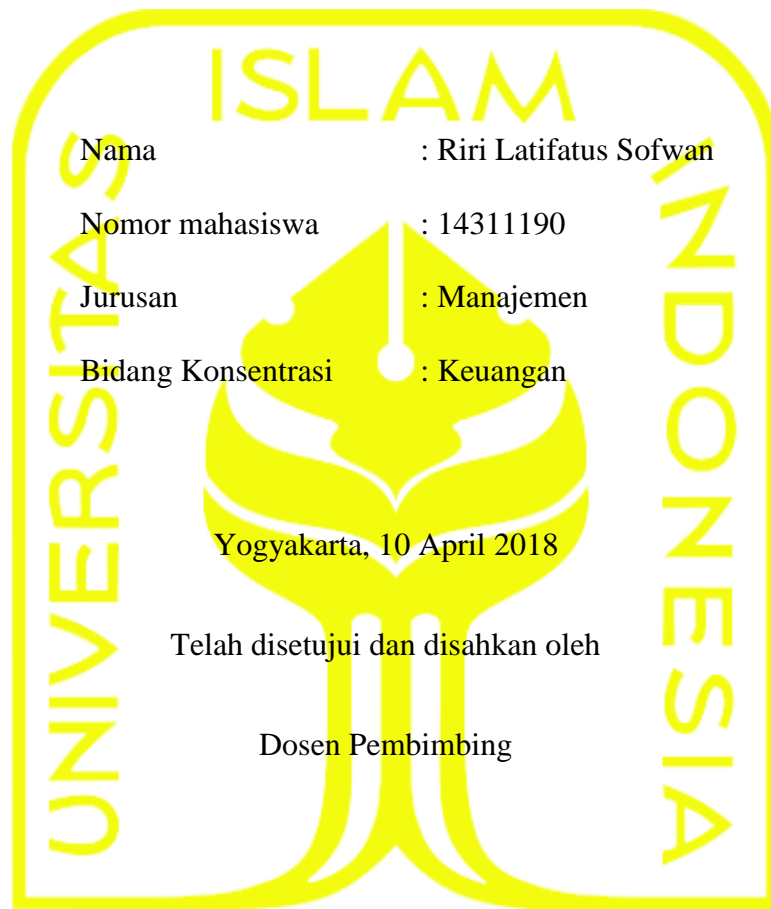 ISLAM
UNIVERSITAS
INDONESIA
Nama : Riri Latifatus Sofwan
Nomor mahasiswa : 14311190
Jurusan : Manajemen
Bidang Konsentrasi : Keuangan
Yogyakarta, 10 April 2018
Telah disetujui dan disahkan oleh
Dosen Pembimbing